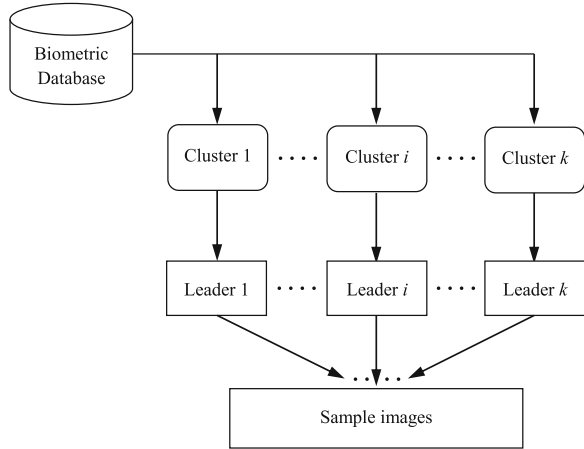 Biometric
Database
Cluster 1 .... Cluster i .... Cluster k
Leader 1 .... Leader i .... Leader k
.. ..
Sample images